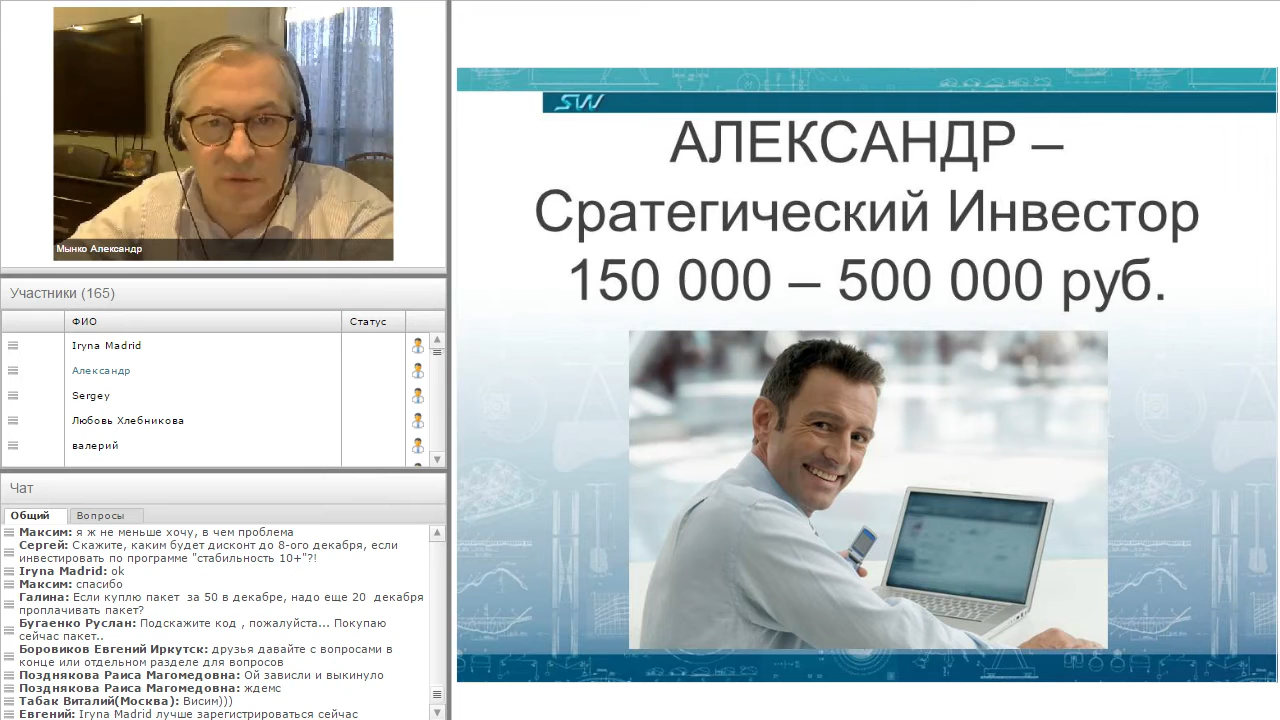 Мынко Александр
Участники (165)
ФИО
Статус
Iryna Madrid
Александр
Sergey
Любовь Хлебникова
валерий
Чат
Общий
Вопросы
Максим: я ж не меньше хочу, в чем проблема
Сергей: Скажите, каким будет дисконт до 8-ого декабря, если
инвестировать по программе "стабильность 10+"?!
Iryna Madrid: ok
Максим: спасибо
Галина: Если куплю пакет за 50 в декабре, надо еще 20 декабря
проплачивать пакет?
Бугаенко Руслан: Подскажите код , пожалуйста... Покупаю
сейчас пакет..
Боровиков Евгений Иркутск: друзья давайте с вопросами в
конце или отдельном разделе для вопросов
Позднякова Раиса Магомедовна: Ой зависли и выкинуло
Позднякова Раиса Магомедовна: ждемс
Табак Виталий(Москва): Висим)))
Евгений: Iryna Madrid лучше зарегистрироваться сейчас
SW
АЛЕКСАНДР –
Сратегический Инвестор
150 000 – 500 000 руб.